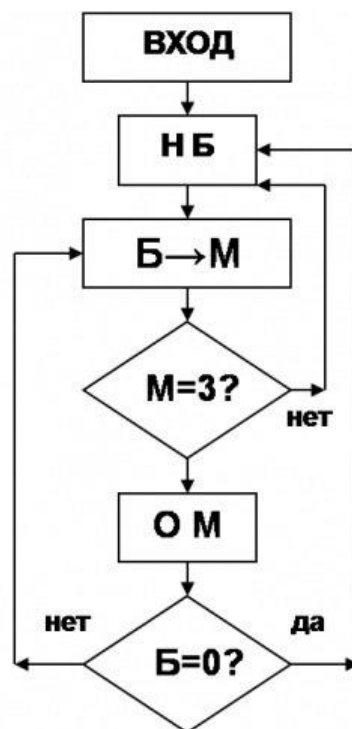 ВХОД
Н Б
Б→М
М=3?
нет
О М
нет
да
Б=0?